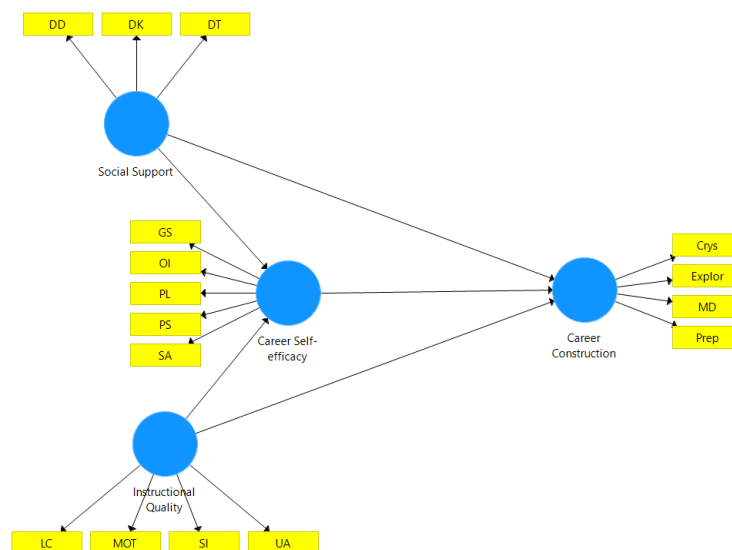 DD
DK
DT
Social Support
GS
OI
PL
PS
SA
Career Self-
efficacy
Crys
Explor
MD
Prep
Career
Construction
Instructional
Quality
LC
MOT
SI
UA